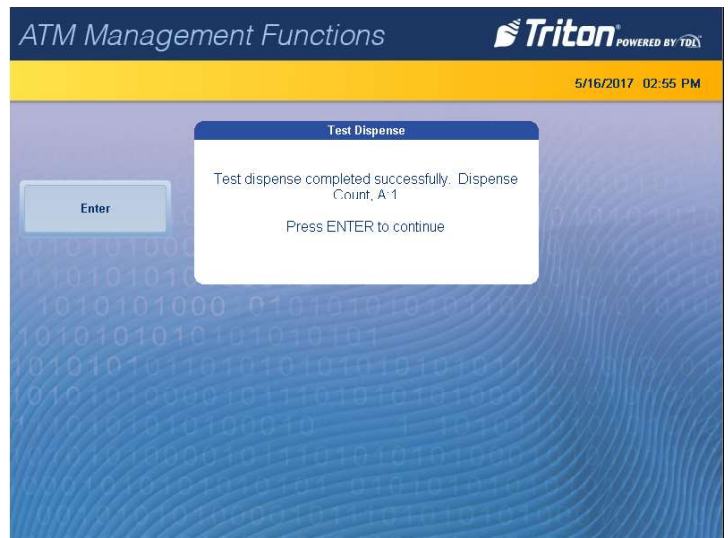 ATM Management Functions
Triton® POWERED BY TDL
5/16/2017 02:55 PM
Test Dispense
Test dispense completed successfully. Dispense
Count, A:1
Press ENTER to continue
Enter